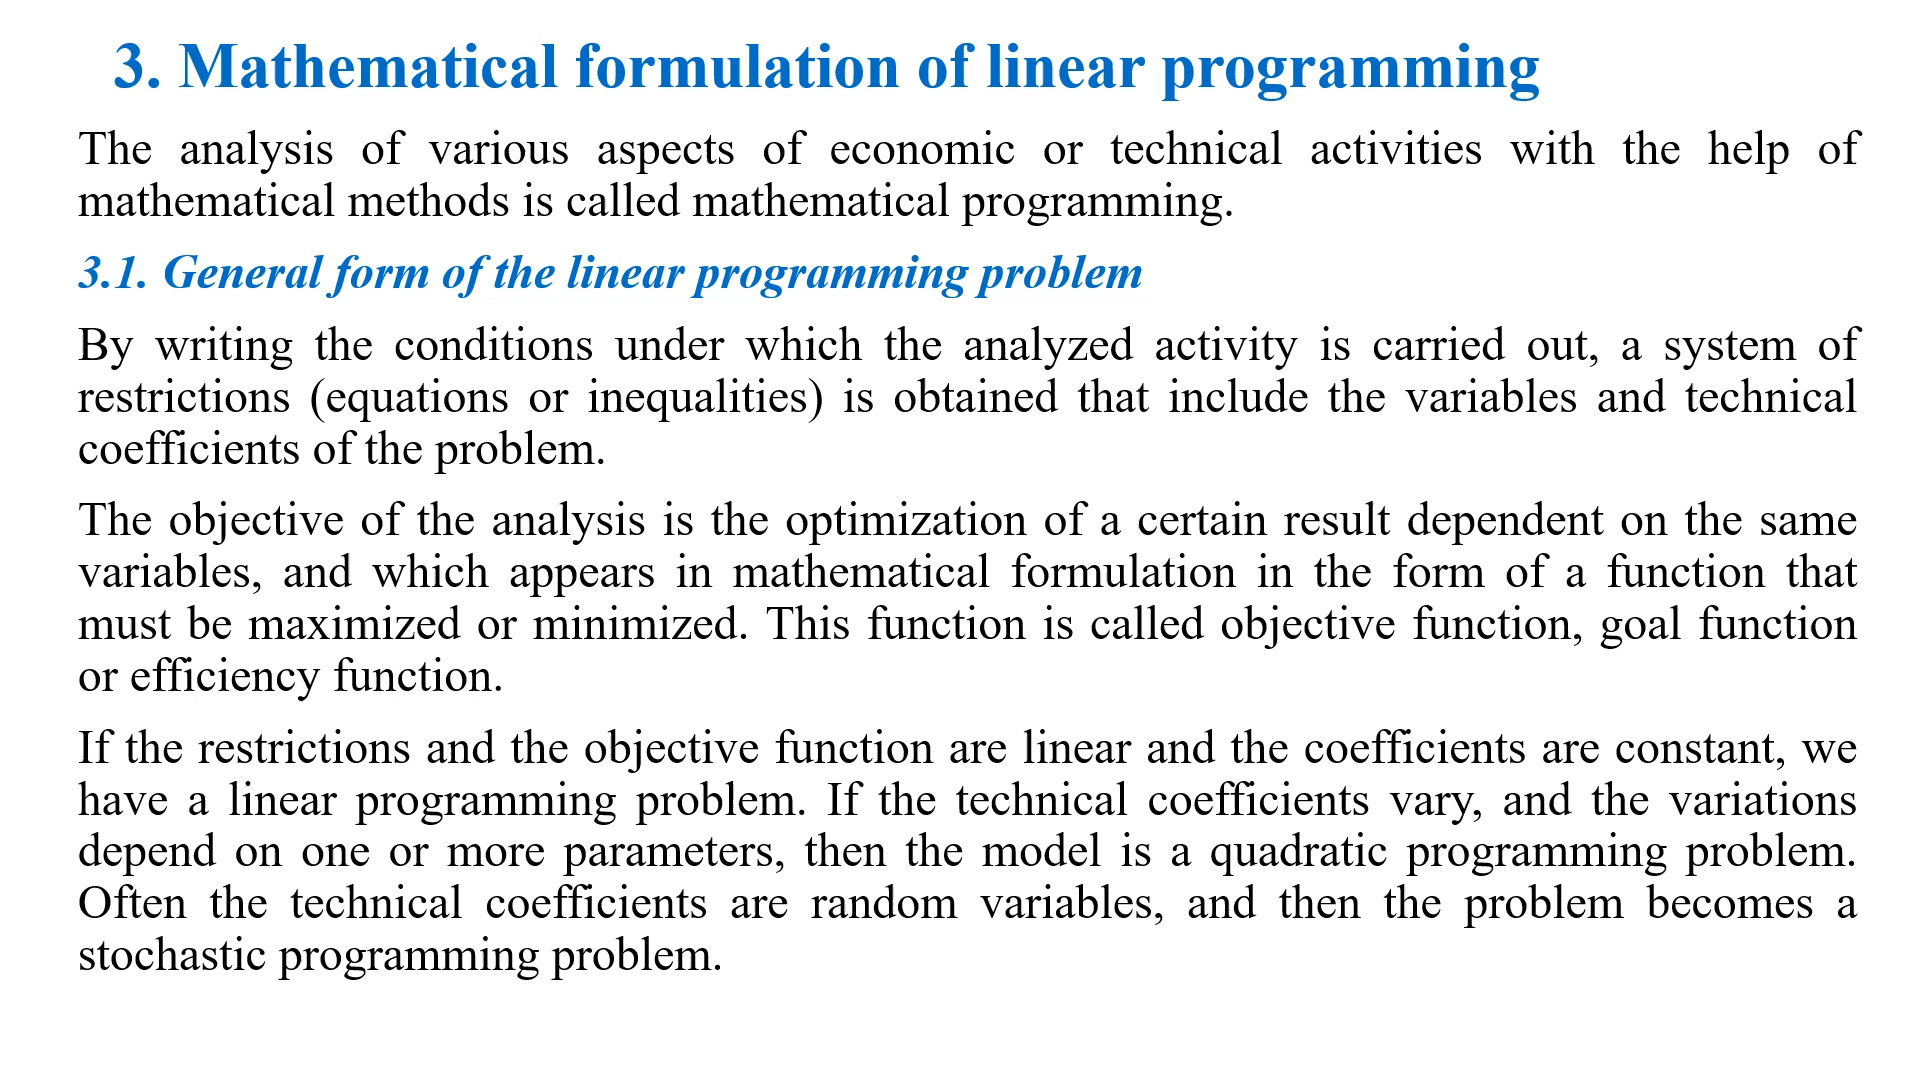 3. Mathematical formulation of linear programming
The analysis of various aspects of economic or technical activities with the help of
mathematical methods is called mathematical programming.
3.1. General form of the linear programming problem
By writing the conditions under which the analyzed activity is carried out, a system of
restrictions (equations or inequalities) is obtained that include the variables and technical
coefficients of the problem.
The objective of the analysis is the optimization of a certain result dependent on the same
variables, and which appears in mathematical formulation in the form of a function that
must be maximized or minimized. This function is called objective function, goal function
or efficiency function.
If the restrictions and the objective function are linear and the coefficients are constant, we
have a linear programming problem. If the technical coefficients vary, and the variations
depend on one or more parameters, then the model is a quadratic programming problem.
Often the technical coefficients are random variables, and then the problem becomes a
stochastic programming problem.